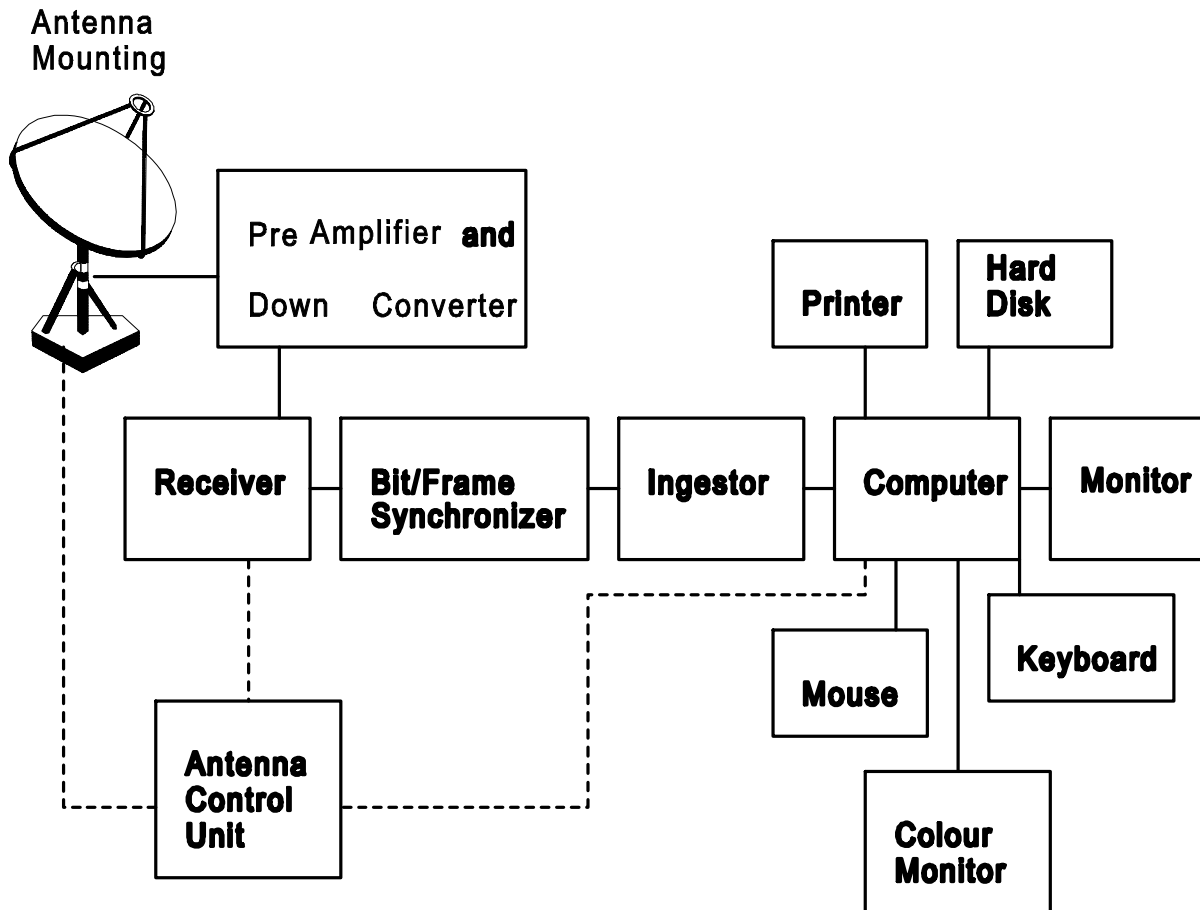 Antenna
Mounting
Pre Amplifier and
Down Converter
Printer
Hard
Disk
Receiver
Bit/Frame
Synchronizer
Ingestor
Computer
Monitor
Mouse
Keyboard
Antenna
Control
Unit
Colour
Monitor